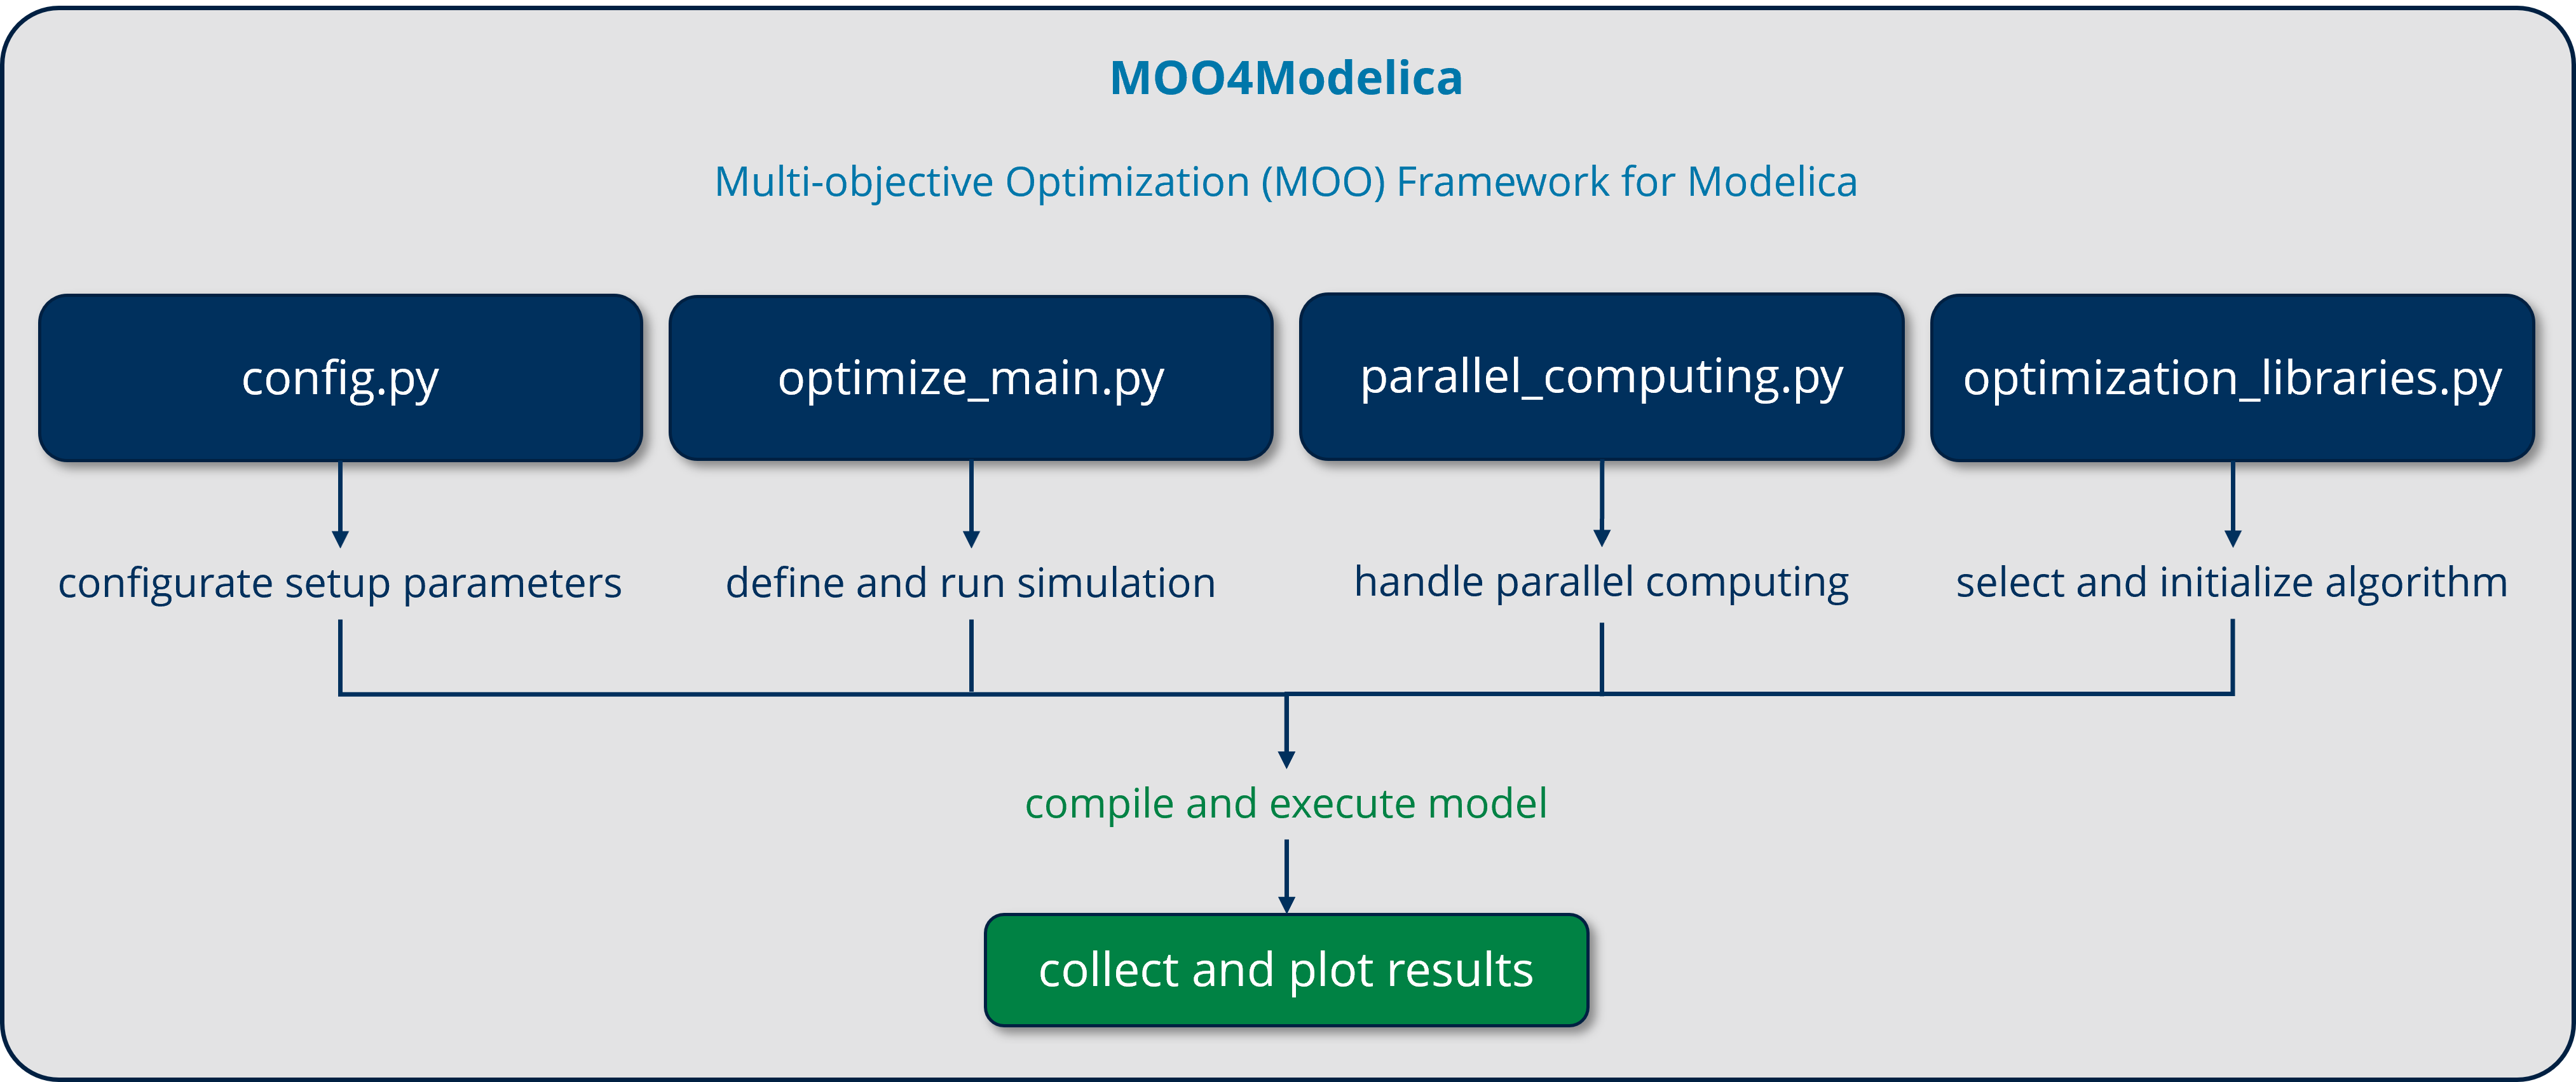 MOO4Modelica
Multi-objective Optimization (MOO) Framework for Modelica
config.py
optimize_main.py
parallel_computing.py
optimization_libraries.py
configurate setup parameters
define and run simulation
handle parallel computing
select and initialize algorithm
compile and execute model
collect and plot results